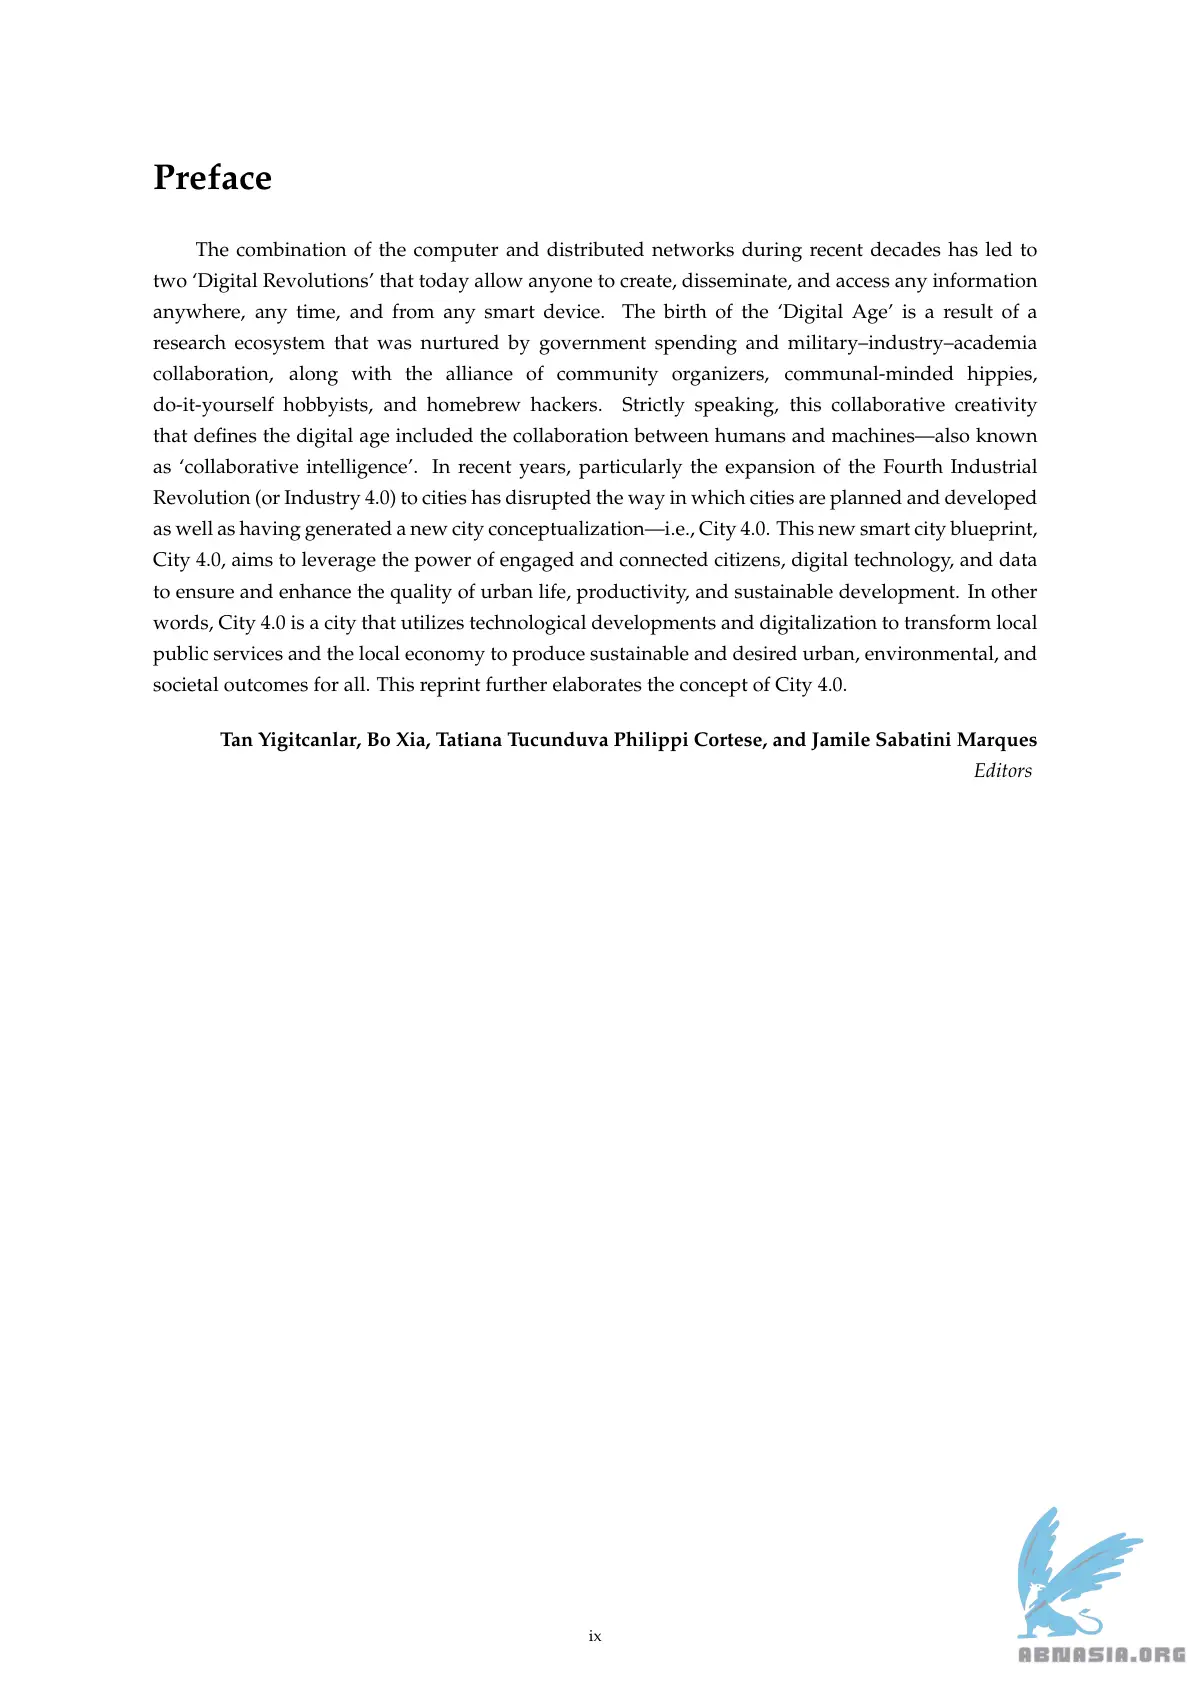 Preface
The combination of the computer and distributed networks during recent decades has led to
two ‘Digital Revolutions’ that today allow anyone to create, disseminate, and access any information
anywhere, any time, and from any smart device. The birth of the ‘Digital Age’ is a result of a
research ecosystem that was nurtured by government spending and military–industry–academia
collaboration, along with the alliance of community organizers, communal-minded hippies,
do-it-yourself hobbyists, and homebrew hackers. Strictly speaking, this collaborative creativity
that defines the digital age included the collaboration between humans and machines—also known
as ‘collaborative intelligence’. In recent years, particularly the expansion of the Fourth Industrial
Revolution (or Industry 4.0) to cities has disrupted the way in which cities are planned and developed
as well as having generated a new city conceptualization—i.e., City 4.0. This new smart city blueprint,
City 4.0, aims to leverage the power of engaged and connected citizens, digital technology, and data
to ensure and enhance the quality of urban life, productivity, and sustainable development. In other
words, City 4.0 is a city that utilizes technological developments and digitalization to transform local
public services and the local economy to produce sustainable and desired urban, environmental, and
societal outcomes for all. This reprint further elaborates the concept of City 4.0.
Tan Yigitcanlar, Bo Xia, Tatiana Tucunduva Philippi Cortese, and Jamile Sabatini Marques
Editors
ix
ABNASIA.ORG